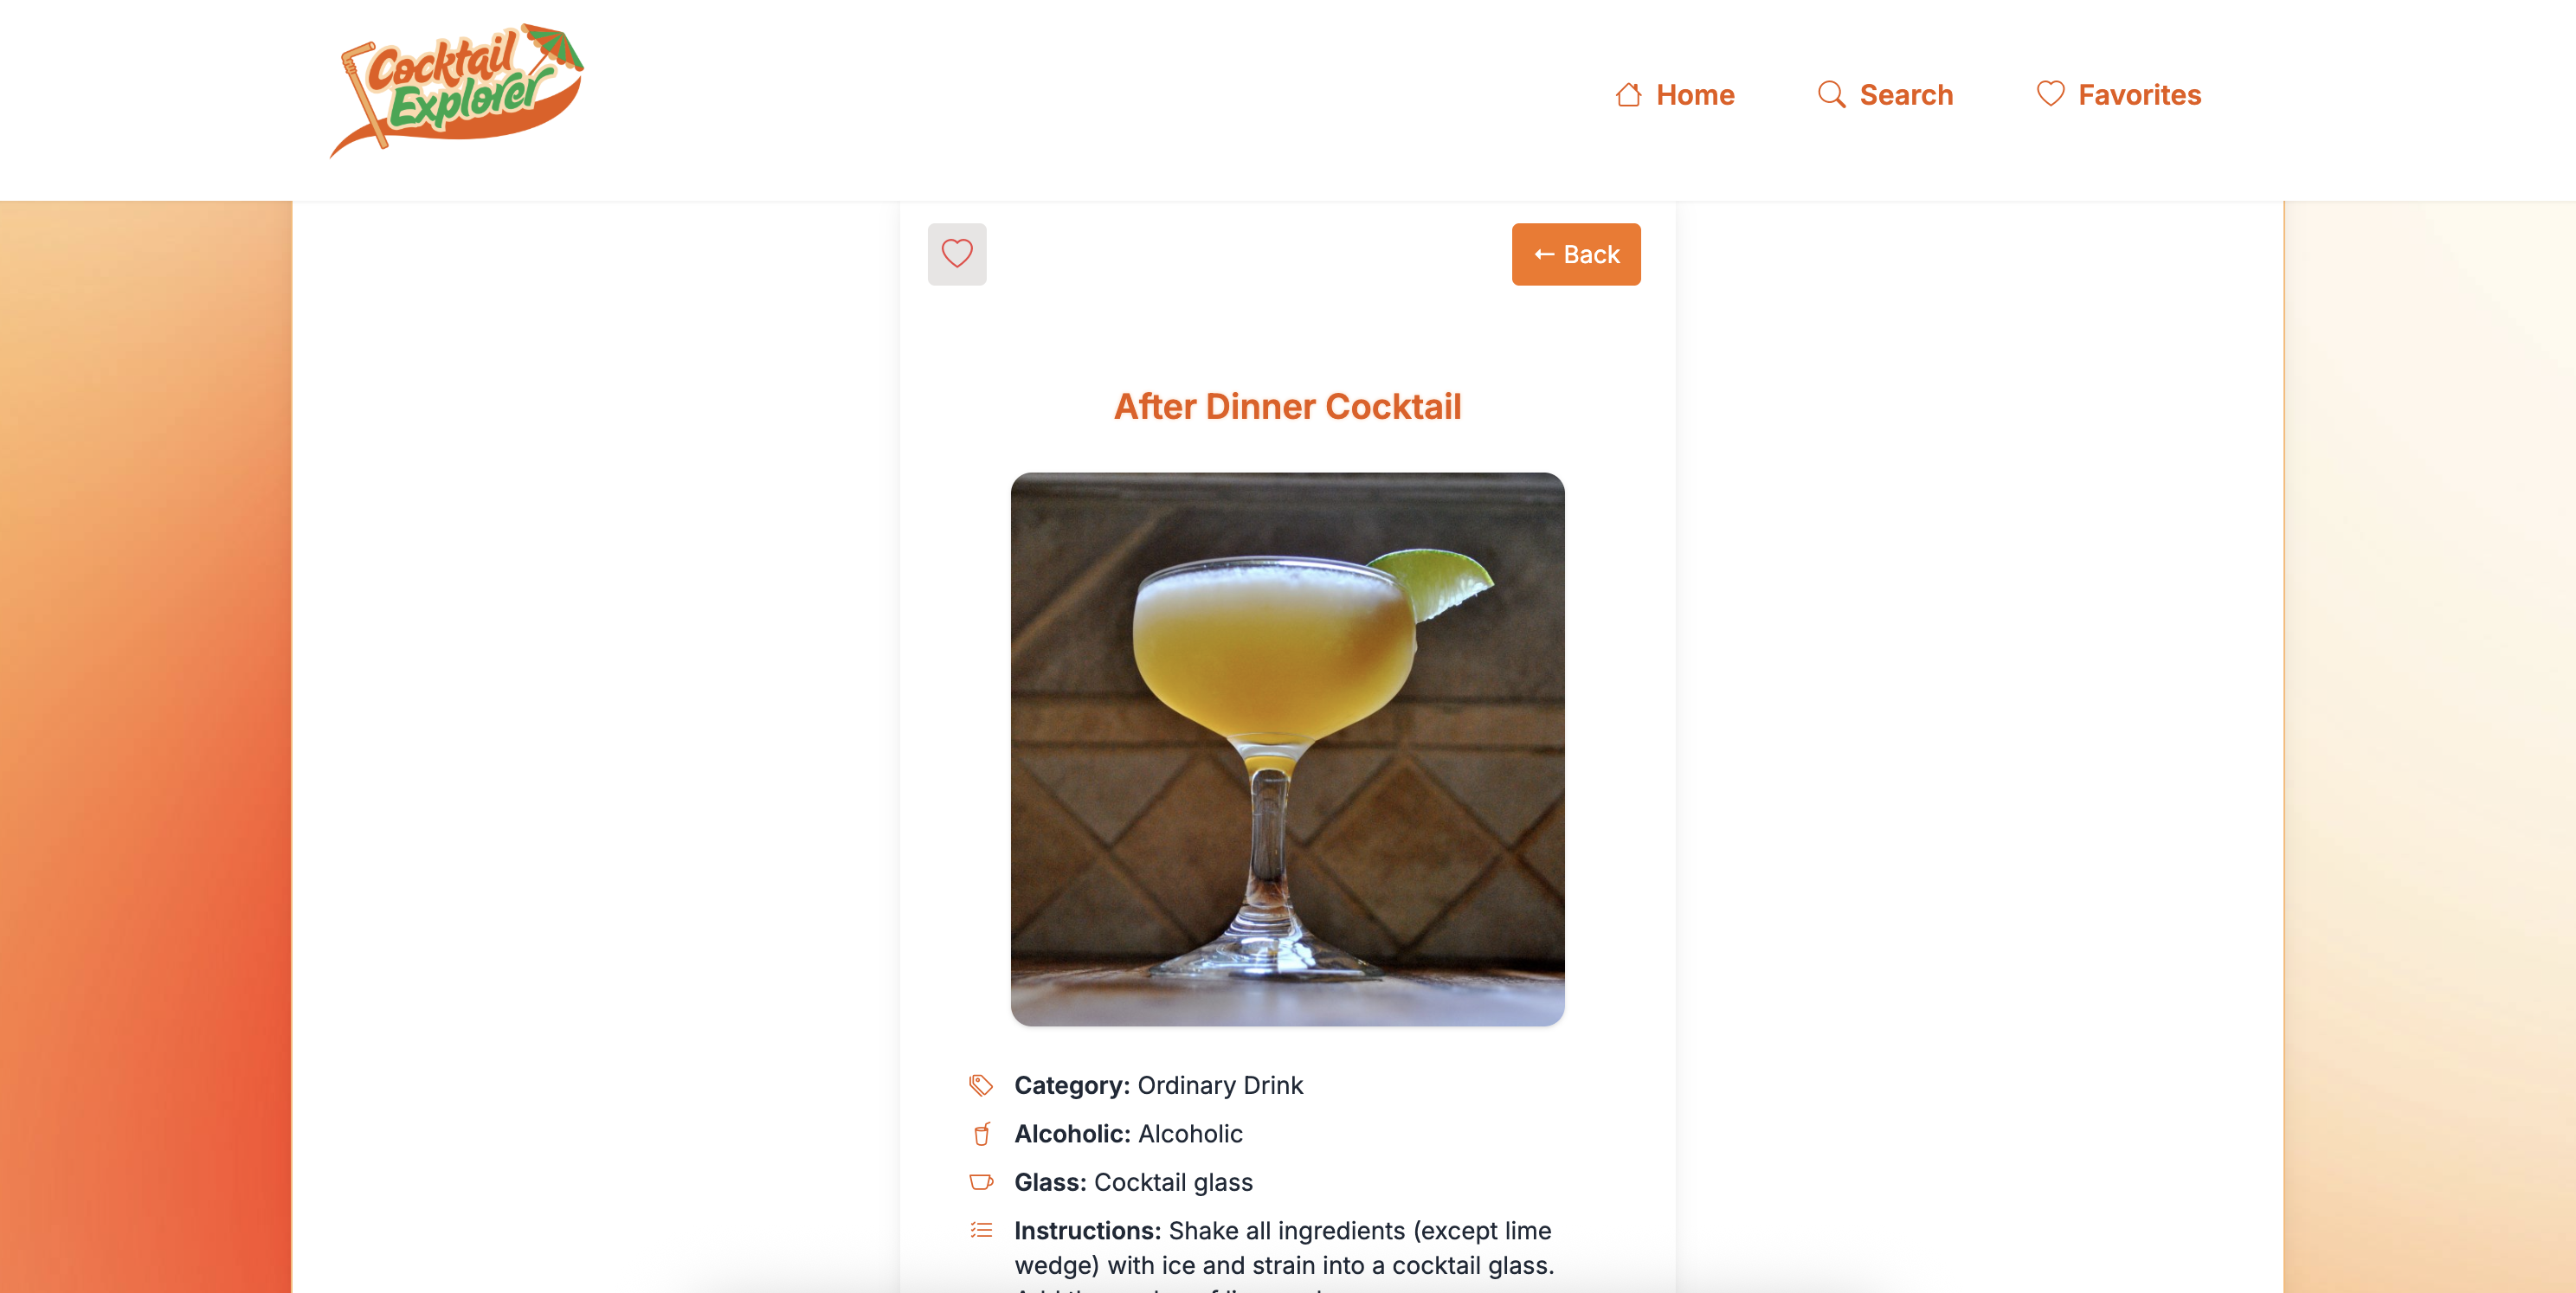 Cocktail
Explorer
Home
Search
Favorites
← Back
After Dinner Cocktail
Category: Ordinary Drink
Alcoholic: Alcoholic
Glass: Cocktail glass
Instructions: Shake all ingredients (except lime
wedge) with ice and strain into a cocktail glass.